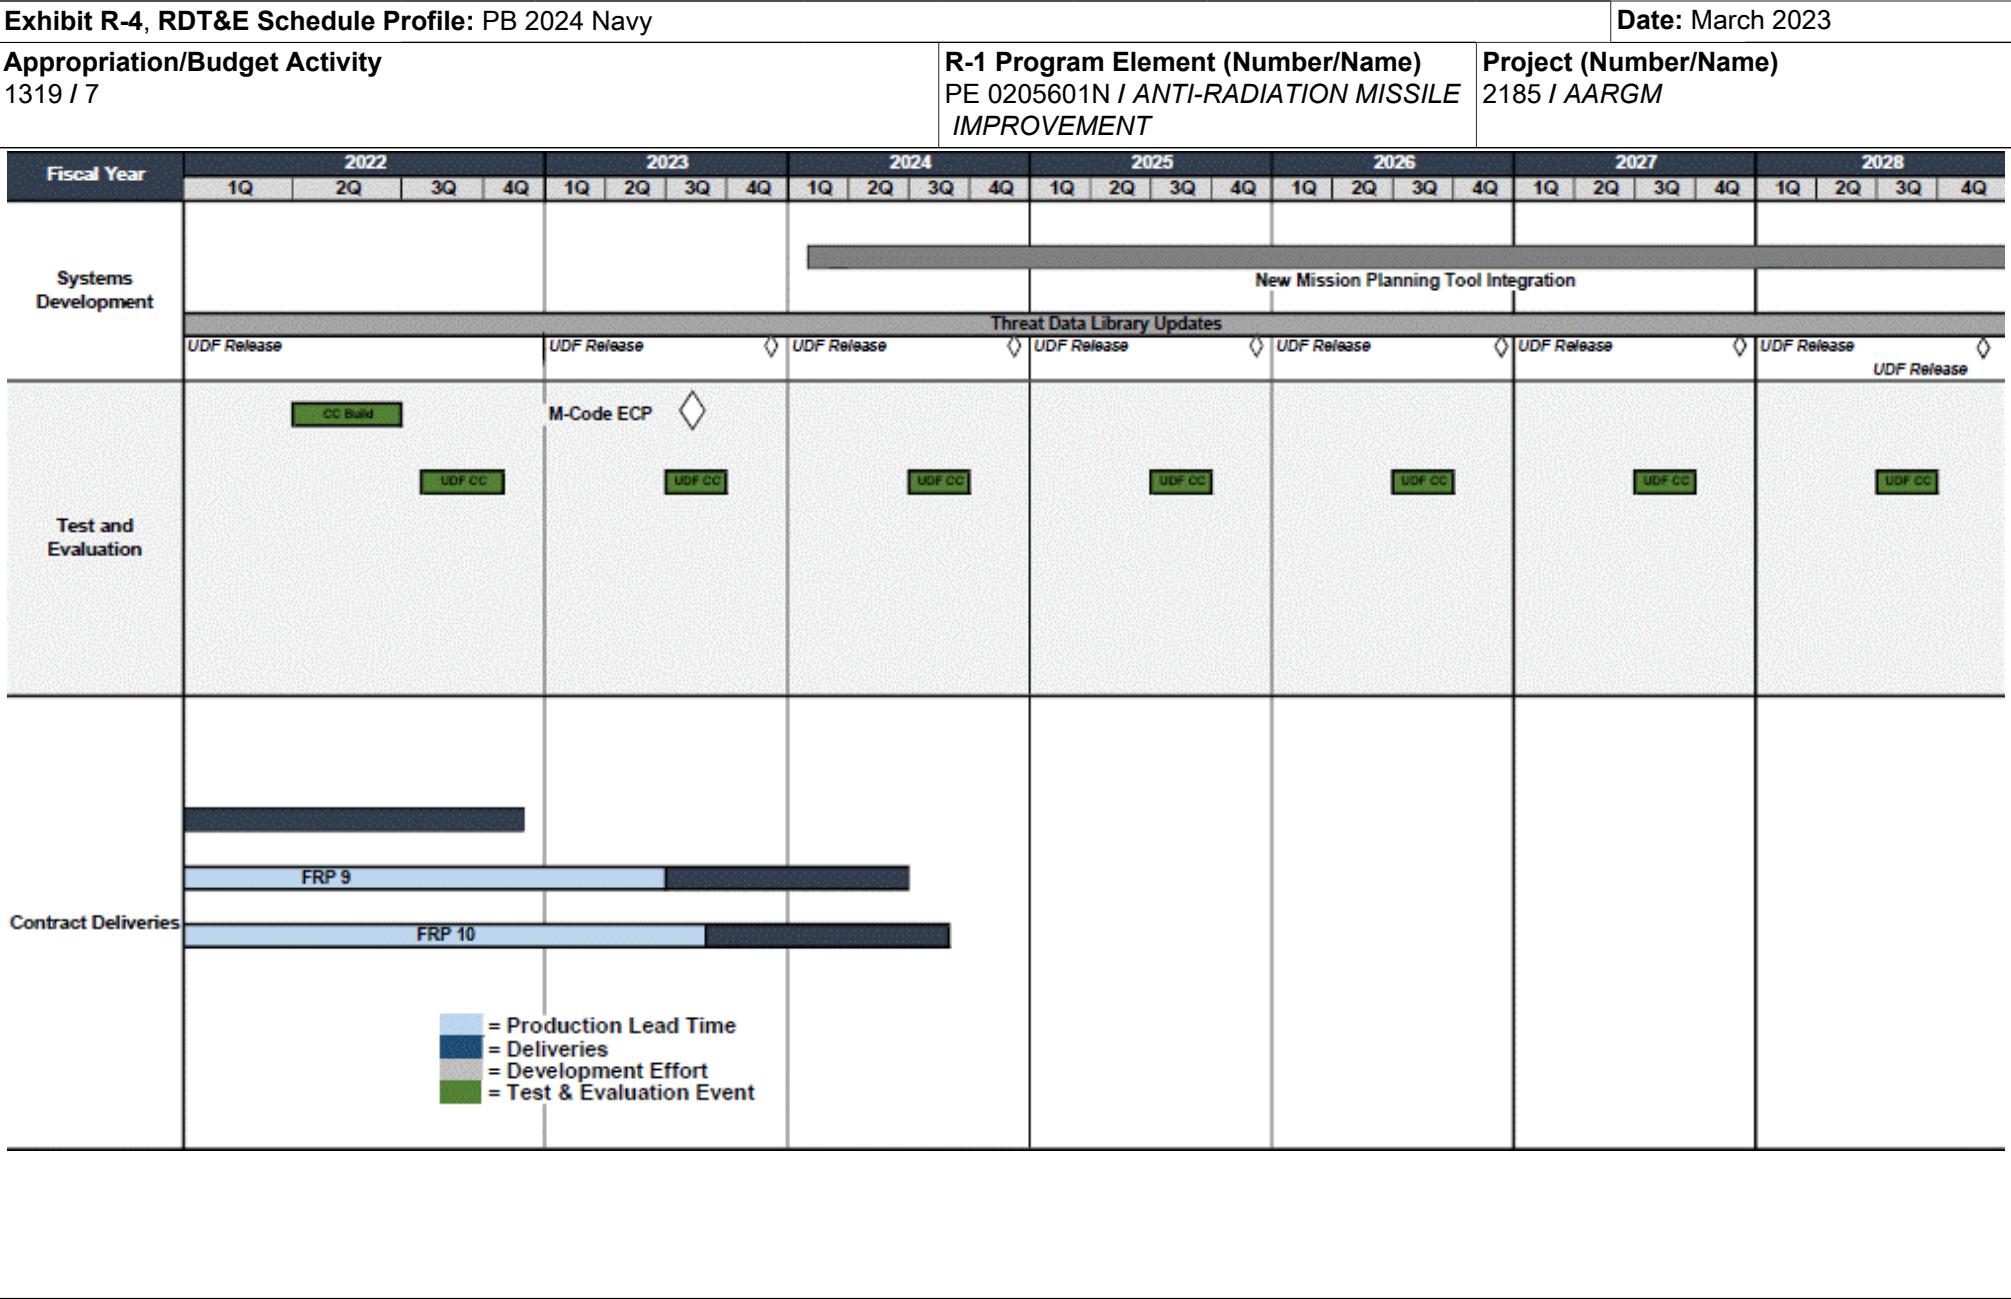 Exhibit R-4, RDT&E Schedule Profile: PB 2024 Navy
Date: March 2023
Appropriation/Budget Activity
1319 / 7
R-1 Program Element (Number/Name)
PE 0205601N / ANTI-RADIATION MISSILE
IMPROVEMENT
Project (Number/Name)
2185 / AARGM
Fiscal Year
2022 2023 2024 2025 2026 2027 2028
1Q 2Q 3Q 4Q 1Q 2Q 3Q 4Q 1Q 2Q 3Q 4Q 1Q 2Q 3Q 4Q 1Q 2Q 3Q 4Q 1Q 2Q 3Q 4Q 1Q 2Q 3Q 4Q
Systems
Development
New Mission Planning Tool Integration
Threat Data Library Updates
UDF Release UDF Release UDF Release UDF Release UDF Release UDF Release UDF Release
UDF Release
Test and
Evaluation
CC Build
M-Code ECP
UDF CC UDF CC UDF CC UDF CC UDF CC UDF CC UDF CC
Contract Deliveries
FRP 9
FRP 10
= Production Lead Time
= Deliveries
= Development Effort
= Test & Evaluation Event